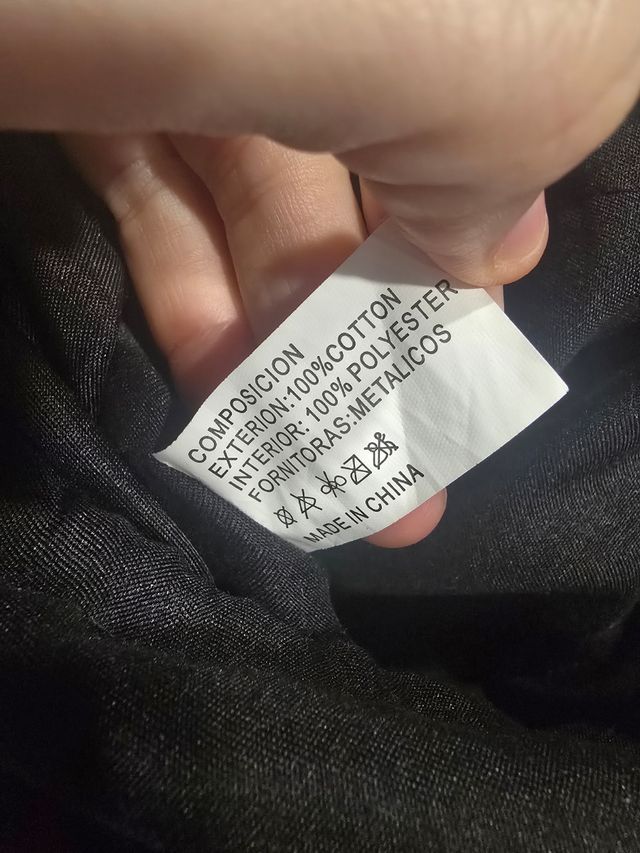 COMPOSICION
EXTERION:100%COTTON
INTERIOR: 100% POLYESTER
FORNITORAS:METALICOS
MADE IN CHINA